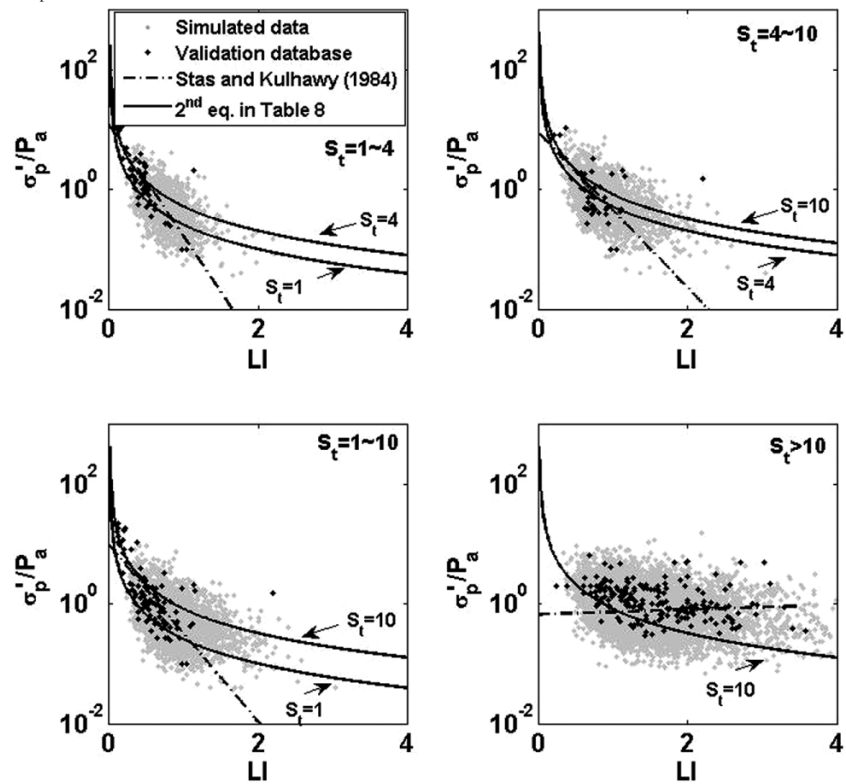 Simulated data
Validation database
Stas and Kulhawy (1984)
2nd eq. in Table 8
St=1~4
St=4
St=1
σp'/Pa
10^2
10^0
10^-2
0 2 4
LI
St=4~10
St=10
St=4
σp'/Pa
10^2
10^0
10^-2
0 2 4
LI
St=1~10
St=10
St=1
σp'/Pa
10^2
10^0
10^-2
0 2 4
LI
St>10
St=10
σp'/Pa
10^2
10^0
10^-2
0 2 4
LI